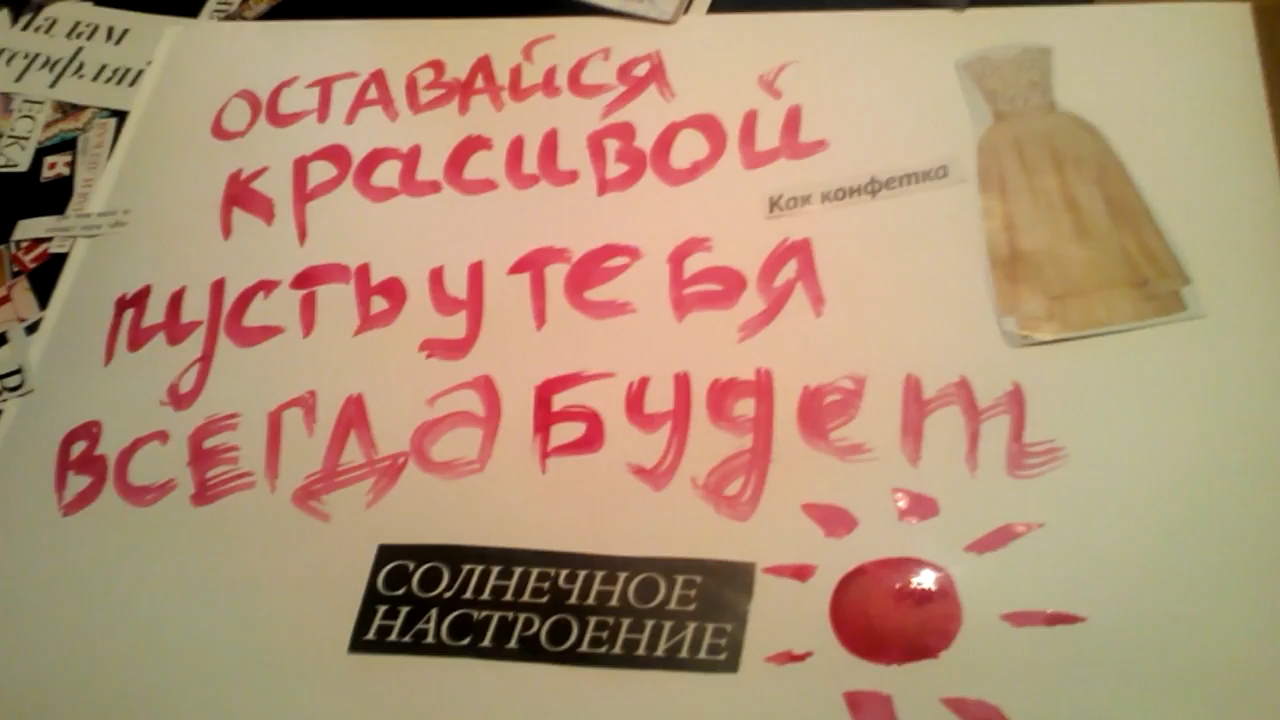 ОСТАВАЙСЯ
красивой
Как конфетка
пусть у тебя
ВСЕГДА будет
СОЛНЕЧНОЕ
НАСТРОЕНИЕ